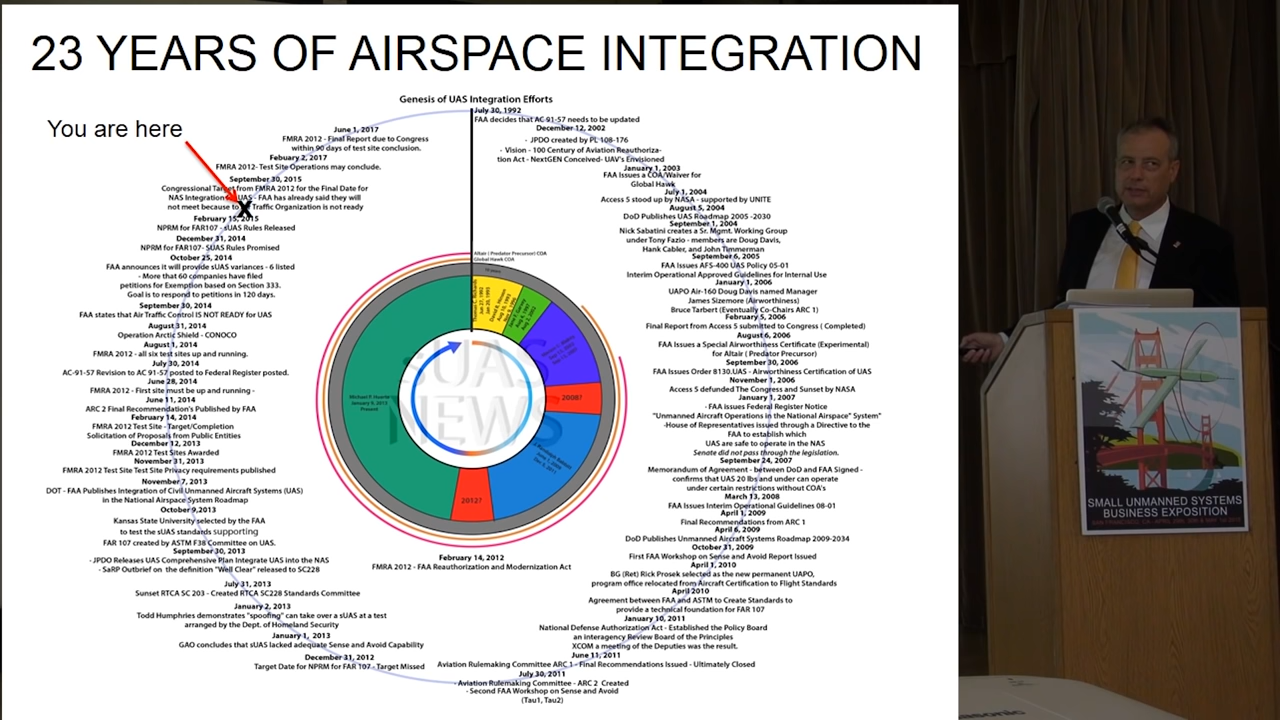 23 YEARS OF AIRSPACE INTEGRATION
You are here
Genesis of UAS Integration Efforts
July 30, 1992
FAA decides that AC 91-57 needs to be updated
December 12, 2002
- JPDO created by PL 108-176
- Vision - 100 Century of Aviation Reauthoriza-
tion Act - NextGEN Conceived- UAV's Envisioned
January 1, 2003
FAA Issues a COA/Waiver for
Global Hawk
July 1, 2004
Access 5 stood up by NASA - supported by UNITE
August 5, 2004
DoD Publishes UAS Roadmap 2005 -2030
September 1, 2004
Nick Sabatini creates a Sr. Mgmt. Working Group
under Tony Fazio - members are Doug Davis,
Hank Cabler, and John Timmerman
September 6, 2005
FAA Issues AFS-400 UAS Policy 05-01
Interim Operational Approved Guidelines for Internal Use
January 1, 2006
UAPO Air-160 Doug Davis named Manager
James Sizemore (Airworthiness)
Bruce Tarbert (Eventually Co-Chairs ARC 1)
February 5, 2006
Final Report from Access 5 submitted to Congress ( Completed)
August 6, 2006
FAA Issues a Special Airworthiness Certificate (Experimental)
for Altair ( Predator Precursor)
September 30, 2006
FAA Issues Order 8130.UAS - Airworthiness Certification of UAS
November 1, 2006
Access 5 defunded The Congress and Sunset by NASA
January 1, 2007
- FAA issues Federal Register Notice
"Unmanned Aircraft Operations in the National Airspace" System"
-House of Representatives issued through a Directive to the
FAA to establish which
UAS are safe to operate in the NAS
Senate did not pass through the legislation.
September 24, 2007
Memorandum of Agreement - between DoD and FAA Signed -
confirms that UAS 20 lbs and under can operate
under certain restrictions without COA's
March 13, 2008
FAA Issues Interim Operational Guidelines 08-01
April 1, 2009
Final Recommendations from ARC 1
April 6, 2009
DoD Publishes Unmanned Aircraft Systems Roadmap 2009-2034
October 31, 2009
First FAA Workshop on Sense and Avoid Report Issued
April 1, 2010
BG (Ret) Rick Prosek selected as the new permanent UAPO,
program office relocated from Aircraft Certification to Flight Standards
April 2010
Agreement between FAA and ASTM to Create Standards to
provide a technical foundation for FAR 107
January 10, 2011
National Defense Authorization Act - Established the Policy Board
an interagency Review Board of the Principles
XCOM a meeting of the Deputies was the result.
June 11, 2011
Aviation Rulemaking Committee ARC 1 - Final Recommendations Issued - Ultimately Closed
July 30, 2011
- Aviation Rulemaking Committee - ARC 2 Created
- Second FAA Workshop on Sense and Avoid
(Tau1, Tau2)
February 14, 2012
FMRA 2012 - FAA Reauthorization and Modernization Act
December 31, 2012
Target Date for NPRM for FAR 107 - Target Missed
January 1, 2013
GAO concludes that sUAS lacked adequate Sense and Avoid Capability
January 2, 2013
Todd Humphries demonstrates "spoofing" can take over a sUAS at a test
arranged by the Dept. of Homeland Security
July 31, 2013
Sunset RTCA SC 203 - Created RTCA SC228 Standards Committee
September 30, 2013
- JPDO Releases UAS Comprehensive Plan Integrate UAS into the NAS
- SaRP Outbrief on the definition "Well Clear" released to SC228
October 9,2013
Kansas State University selected by the FAA
to test the sUAS standards supporting
FAR 107 created by ASTM F38 Committee on UAS.
November 7, 2013
DOT - FAA Publishes Integration of Civil Unmanned Aircraft Systems (UAS)
in the National Airspace System Roadmap
November 31, 2013
FMRA 2012 Test Site Test Site Privacy requirements published
December 12, 2013
FMRA 2012 Test Sites Awarded
February 14, 2014
FMRA 2012 Test Site - Target/Completion
Solicitation of Proposals from Public Entities
June 11, 2014
ARC 2 Final Recommendation's Published by FAA
June 28, 2014
FMRA 2012 - First site must be up and running -
July 30, 2014
AC-91-57 Revision to AC 91-57 posted to Federal Register posted.
August 1, 2014
FMRA 2012 - all six test sites up and running.
August 31, 2014
Operation Arctic Shield - CONOCO
September 30, 2014
FAA states that Air Traffic Control IS NOT READY for UAS
October 25, 2014
FAA announces it will provide sUAS variances - 6 listed
- More that 60 companies have filed
petitions for Exemption based on Section 333.
Goal is to respond to petitions in 120 days.
December 31, 2014
NPRM for FAR107- SUAS Rules Promised
February 15, 2015
NPRM for FAR107 - sUAS Rules Released
September 30, 2015
Congressional Target from FMRA 2012 for the Final Date for
NAS Integration UAS - FAA has already said they will
not meet because to Traffic Organization is not ready
Febuary 2, 2017
FMRA 2012- Test Site Operations may conclude.
June 1, 2017
FMRA 2012 - Final Report due to Congress
within 90 days of test site conclusion.
X
Altair ( Predator Precursor) COA
Global Hawk COA
2008?
2012?
Michael P. Huerta
January 9, 2013
Present
sUAS
NEWS
SMALL UNMANNED SYSTEMS
BUSINESS EXPOSITION